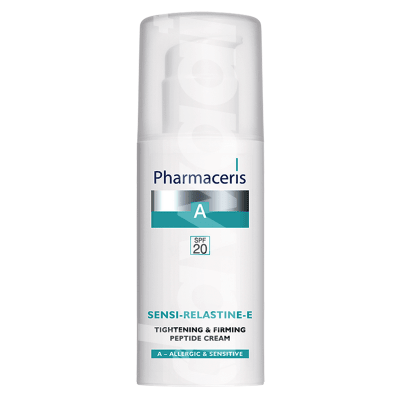 Pharmaceris
A
SPF
20
SENSI-RELASTINE-E
TIGHTENING & FIRMING
PEPTIDE CREAM
A – ALLERGIC & SENSITIVE